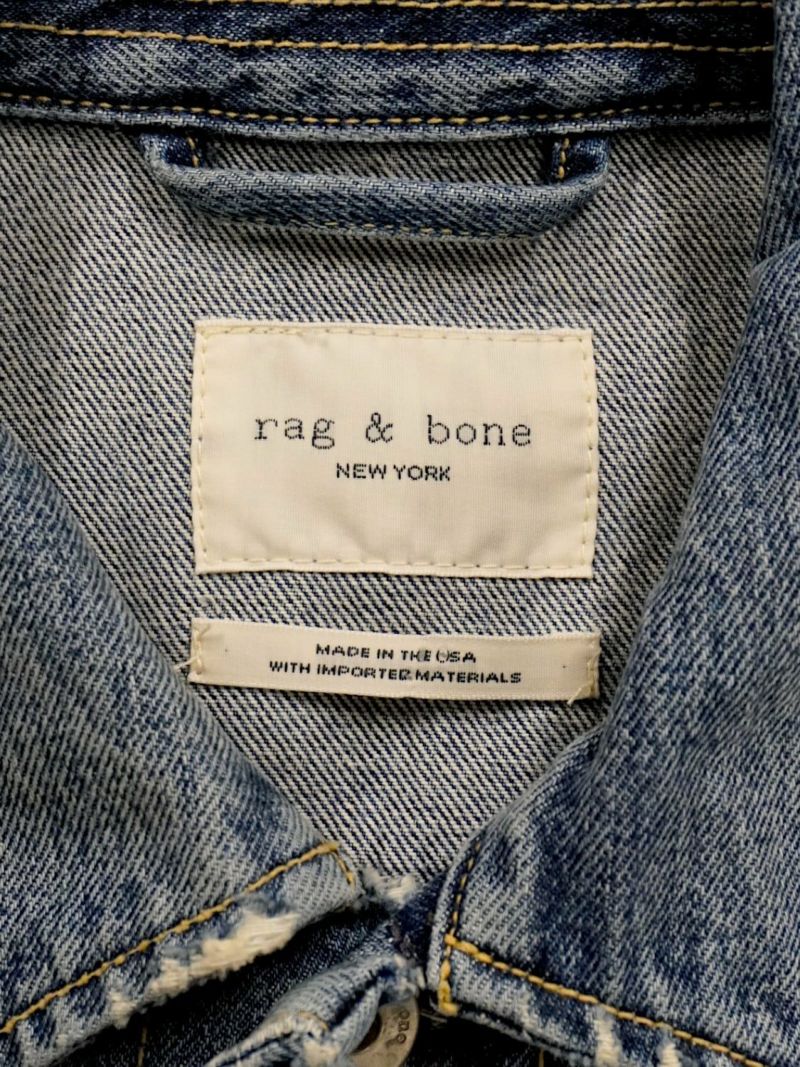 rag & bone
NEW YORK
MADE IN THE USA
WITH IMPORTED MATERIALS